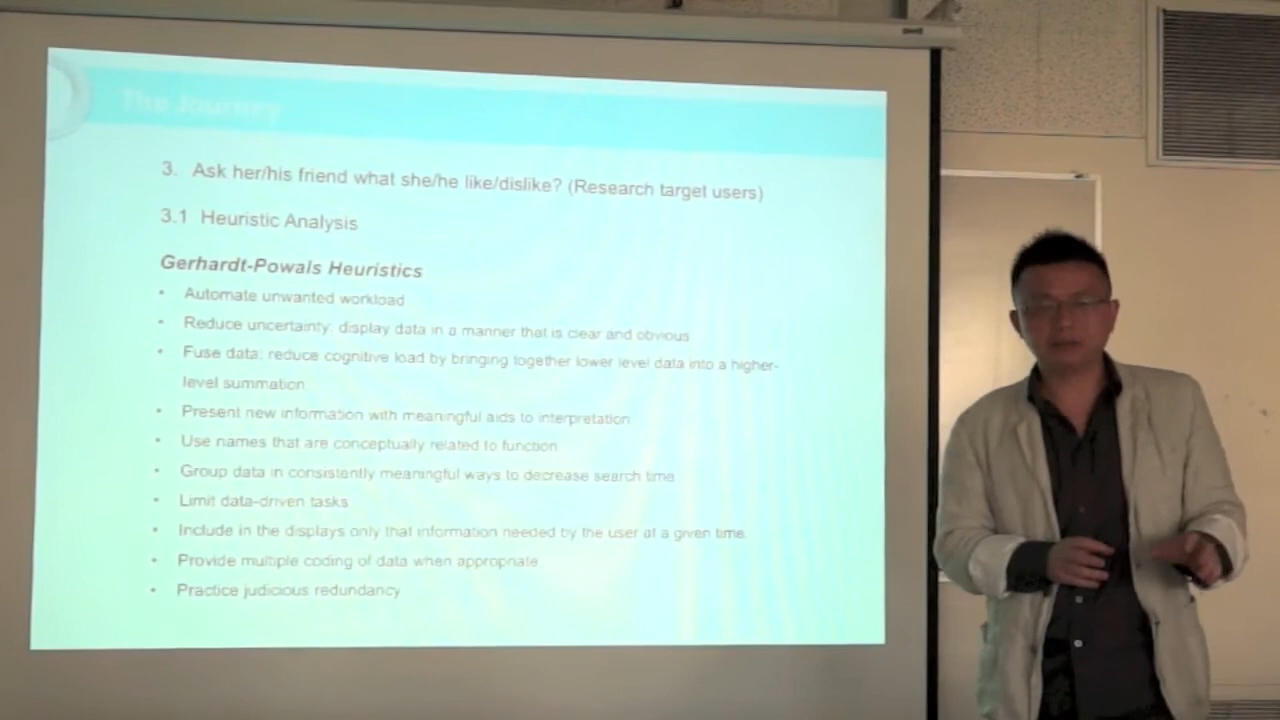 The Journey
3. Ask her/his friend what she/he like/dislike? (Research target users)
3.1 Heuristic Analysis
Gerhardt-Powals Heuristics
• Automate unwanted workload
• Reduce uncertainty: display data in a manner that is clear and obvious
• Fuse data: reduce cognitive load by bringing together lower level data into a higher-
level summation
• Present new information with meaningful aids to interpretation
• Use names that are conceptually related to function
• Group data in consistently meaningful ways to decrease search time
• Limit data-driven tasks
• Include in the displays only that information needed by the user at a given time.
• Provide multiple coding of data when appropriate
• Practice judicious redundancy